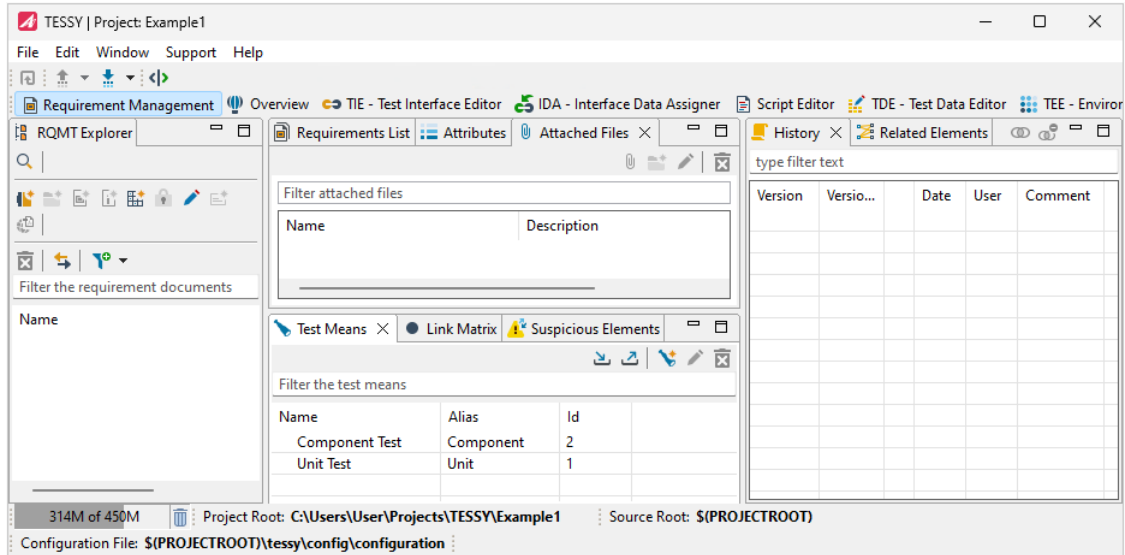 TESSY | Project: Example1
File Edit Window Support Help
Requirement Management Overview TIE - Test Interface Editor IDA - Interface Data Assigner Script Editor TDE - Test Data Editor TEE - Environ
RQMT Explorer
Filter the requirement documents
Name
Requirements List Attributes Attached Files
Filter attached files
Name Description
Test Means Link Matrix Suspicious Elements
Filter the test means
Name Alias Id
Component Test Component 2
Unit Test Unit 1
History Related Elements
type filter text
Version Versio... Date User Comment
314M of 450M Project Root: C:\Users\User\Projects\TESSY\Example1 Source Root: $(PROJECTROOT)
Configuration File: $(PROJECTROOT)\tessy\config\configuration